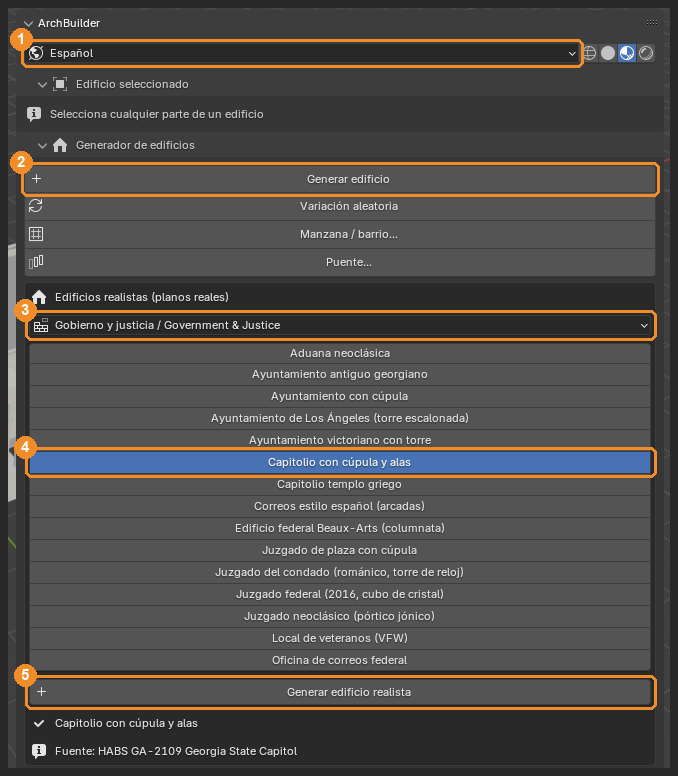 ArchBuilder
1
Español
Edificio seleccionado
Selecciona cualquier parte de un edificio
Generador de edificios
2
Generar edificio
Variación aleatoria
Manzana / barrio...
Puente...
Edificios realistas (planos reales)
3
Gobierno y justicia / Government & Justice
Aduana neoclásica
Ayuntamiento antiguo georgiano
Ayuntamiento con cúpula
Ayuntamiento de Los Ángeles (torre escalonada)
Ayuntamiento victoriano con torre
4
Capitolio con cúpula y alas
Capitolio templo griego
Correos estilo español (arcadas)
Edificio federal Beaux-Arts (columnata)
Juzgado de plaza con cúpula
Juzgado del condado (románico, torre de reloj)
Juzgado federal (2016, cubo de cristal)
Juzgado neoclásico (pórtico jónico)
Local de veteranos (VFW)
Oficina de correos federal
5
Generar edificio realista
Capitolio con cúpula y alas
Fuente: HABS GA-2109 Georgia State Capitol